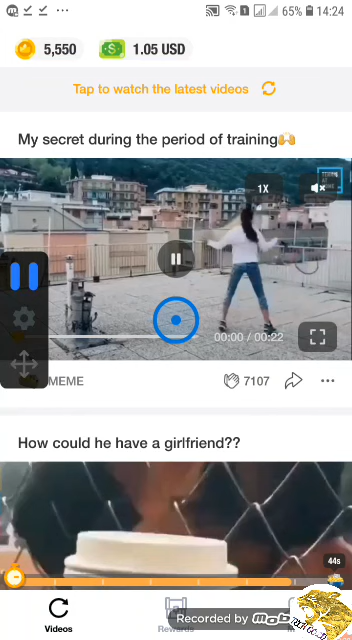 65% 14:24
5,550 1.05 USD
Tap to watch the latest videos
My secret during the period of training🙌
1X
00:00 / 00:22
MEME 7107
How could he have a girlfriend??
44s
Videos
Rewards
Recorded by